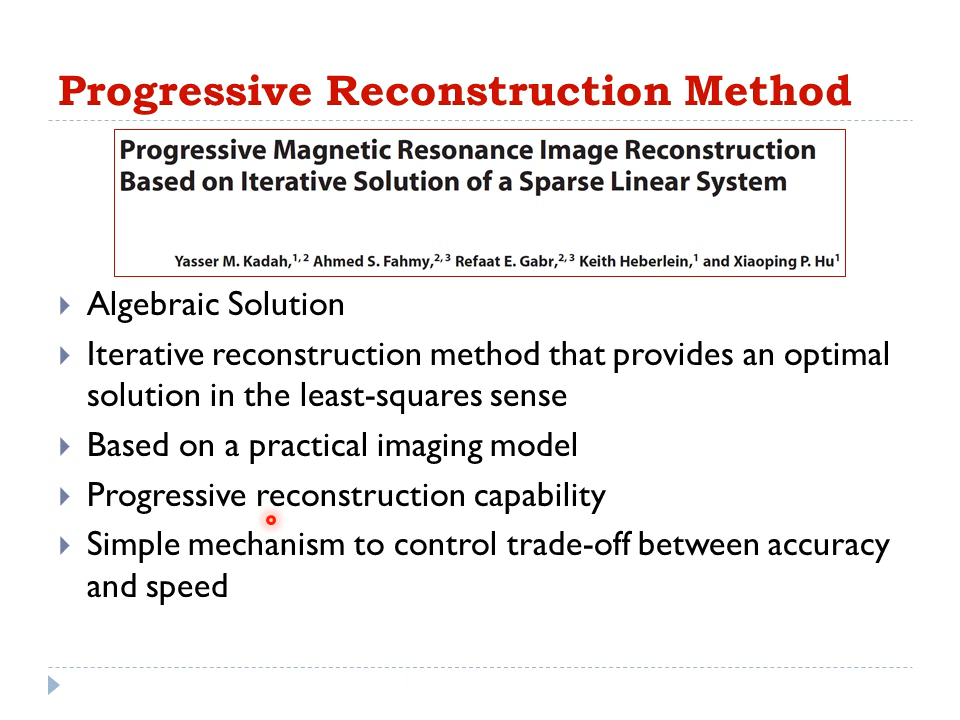 Progressive Reconstruction Method
Progressive Magnetic Resonance Image Reconstruction
Based on Iterative Solution of a Sparse Linear System
Yasser M. Kadah,1, 2 Ahmed S. Fahmy,2, 3 Refaat E. Gabr,2, 3 Keith Heberlein,1 and Xiaoping P. Hu1
Algebraic Solution
Iterative reconstruction method that provides an optimal
solution in the least-squares sense
Based on a practical imaging model
Progressive reconstruction capability
Simple mechanism to control trade-off between accuracy
and speed